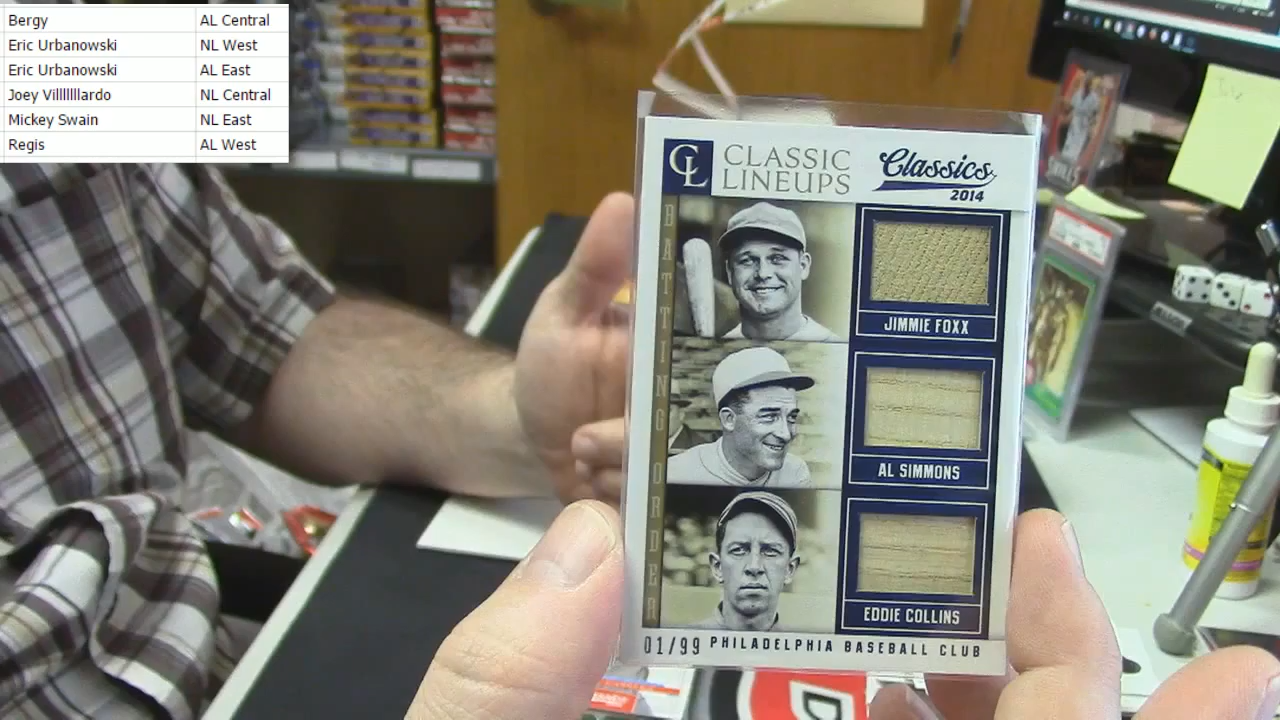 Bergy AL Central
Eric Urbanowski NL West
Eric Urbanowski AL East
Joey Villlllllardo NL Central
Mickey Swain NL East
Regis AL West
CL
CLASSIC
LINEUPS
Classics
2014
BATTING ORDER
JIMMIE FOXX
AL SIMMONS
EDDIE COLLINS
01/99 PHILADELPHIA BASEBALL CLUB